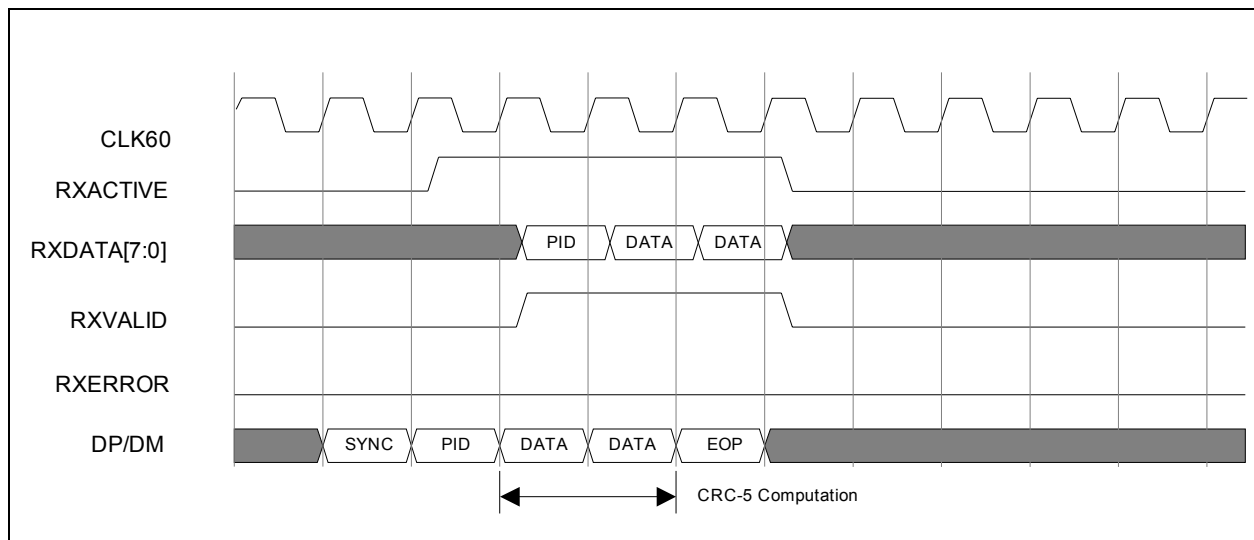 CLK60
RXACTIVE
RXDATA[7:0]
PID DATA DATA
RXVALID
RXERROR
DP/DM
SYNC PID DATA DATA EOP
CRC-5 Computation